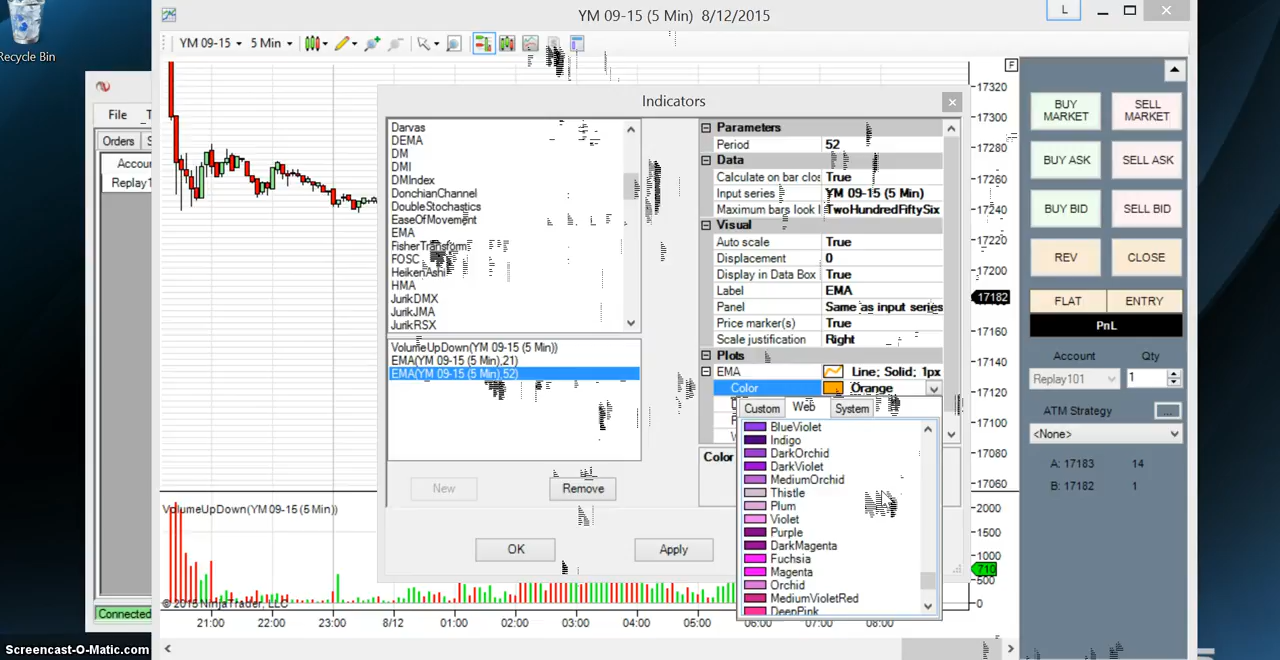 YM 09-15 (5 Min) 8/12/2015
L
Recycle Bin
YM 09-15
5 Min
F
File
Orders
Accou
Replay1
Connected
Indicators
Darvas
DEMA
DM
DMI
DMIndex
DonchianChannel
DoubleStochastics
EaseOfMovement
EMA
FisherTransform
FOSC
HeikenAshi
HMA
JurikDMX
JurikJMA
JurikRSX
VolumeUpDown(YM 09-15 (5 Min))
EMA(YM 09-15 (5 Min),21)
EMA(YM 09-15 (5 Min),52)
New
Remove
OK
Apply
Parameters
Period 52
Data
Calculate on bar clos True
Input series YM 09-15 (5 Min)
Maximum bars look l TwoHundredFiftySix
Visual
Auto scale True
Displacement 0
Display in Data Box True
Label EMA
Panel Same as input series
Price marker(s) True
Scale justification Right
Plots
EMA Line; Solid; 1px
Color Orange
Custom Web System
BlueViolet
Indigo
DarkOrchid
DarkViolet
MediumOrchid
Thistle
Plum
Violet
Purple
DarkMagenta
Fuchsia
Magenta
Orchid
MediumVioletRed
DeepPink
Color
17320
17300
17280
17260
17240
17220
17200
17182
17160
17140
17120
17100
17080
17060
2000
1500
1000
710
500
0
VolumeUpDown(YM 09-15 (5 Min))
© 2015 NinjaTrader, LLC
21:00 22:00 23:00 8/12 01:00 02:00 03:00 04:00 05:00 06:00 07:00 08:00
BUY MARKET
SELL MARKET
BUY ASK
SELL ASK
BUY BID
SELL BID
REV
CLOSE
FLAT
ENTRY
PnL
Account Qty
Replay101 1
ATM Strategy
...
<None>
A: 17183 14
B: 17182 1
Screencast-O-Matic.com